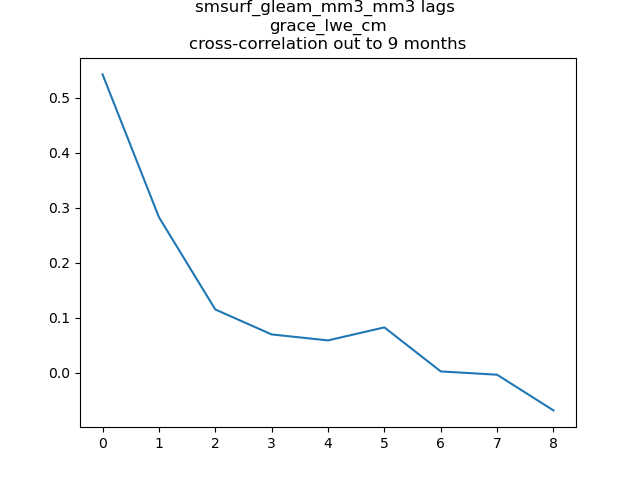 smsurf_gleam_mm3_mm3 lags
grace_lwe_cm
cross-correlation out to 9 months
0.5
0.4
0.3
0.2
0.1
0.0
0 1 2 3 4 5 6 7 8